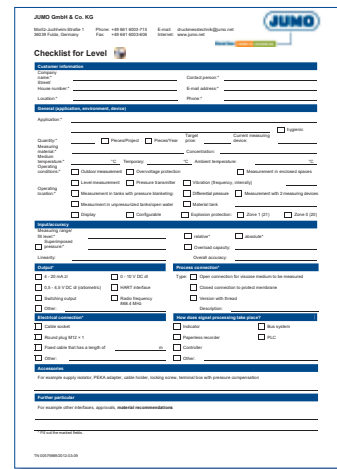 JUMO GmbH & Co. KG
JUMO
Moritz-Juchheim-Straße 1 Phone +49 661 6002-715 E-mail: druckmesstechnik@jumo.net
36039 Fulda, Germany Fax +49 661 6003-606 Internet: www.jumo.net
Checklist for Level
Customer information
Company name:* Contact person:*
Street/ House number:* E-mail address:*
Location:* Phone:*
General (application, environment, device)
Application:*
hygienic
Quantity:* Pieces/Project Pieces/Year Target price: Current measuring device:
Measuring material:* Concentration:
Medium temperature:* °C Temporary: °C Ambient temperature: °C
Operating conditions:* Outdoor measurement Overvoltage protection Measurement in enclosed spaces
Level measurement Pressure transmitter Vibration (frequency, intensity)
Operating location:* Measurement in tanks with pressure blanketing Differential pressure Measurement with 2 measuring devices
Measurement in unpressurized tanks/open water Material tank
Display Configurable Explosion protection: Zone 1 (21) Zone 0 (20)
Input/accuracy
Measuring range/ fill level:* relative* absolute*
Superimposed pressure:* Overload capacity:
Linearity: Overall accuracy:
Output* Process connection*
4 - 20 mA // 0 - 10 V DC // Type: Open connection for viscose medium to be measured
0,5 - 4,5 V DC // (ratiometric) HART interface Closed connection to protect membrane
Switching output Radio frequency 868.4 MHz Version with thread
Other: Description:
Electrical connection* How does signal processing take place?
Cable socket Indicator Bus system
Round plug M12 × 1 Paperless recorder PLC
Fixed cable that has a length of: m Controller
Other: Other:
Accessories
For example supply isolator, PEKA adapter, cable holder, locking screw, terminal box with pressure compensation
Further particular
For example other interfaces, approvals, material recommendations
* Fill out the marked fields.